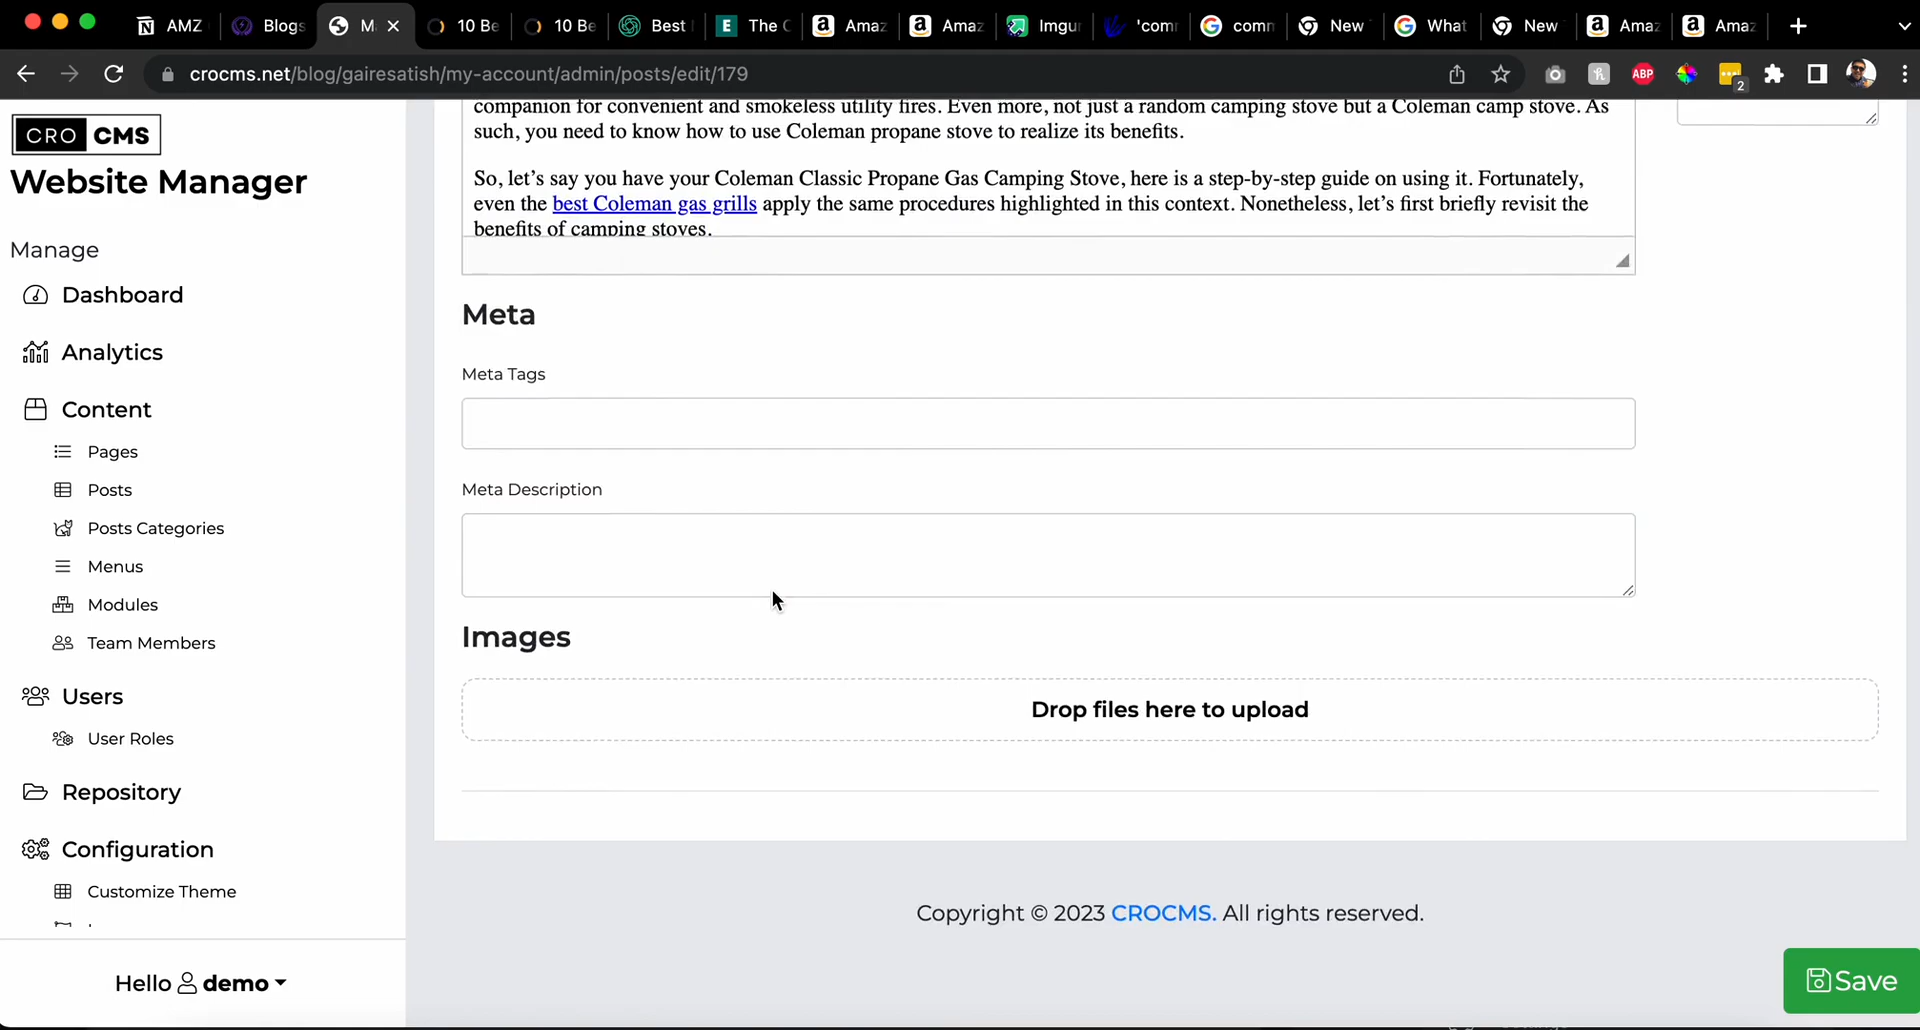 AMZ
Blogs
M
10 Be
10 Be
Best
The C
Amaz
Amaz
Imgur
'comm
comm
New
What
New
Amaz
Amaz
crocms.net/blog/gairesatish/my-account/admin/posts/edit/179
ABP
2
CRO CMS
Website Manager
Manage
Dashboard
Analytics
Content
Pages
Posts
Posts Categories
Menus
Modules
Team Members
Users
User Roles
Repository
Configuration
Customize Theme
Hello demo
companion for convenient and smokeless utility fires. Even more, not just a random camping stove but a Coleman camp stove. As
such, you need to know how to use Coleman propane stove to realize its benefits.
So, let’s say you have your Coleman Classic Propane Gas Camping Stove, here is a step-by-step guide on using it. Fortunately,
even the best Coleman gas grills apply the same procedures highlighted in this context. Nonetheless, let’s first briefly revisit the
benefits of camping stoves.
Meta
Meta Tags
Meta Description
Images
Drop files here to upload
Copyright © 2023 CROCMS. All rights reserved.
Save